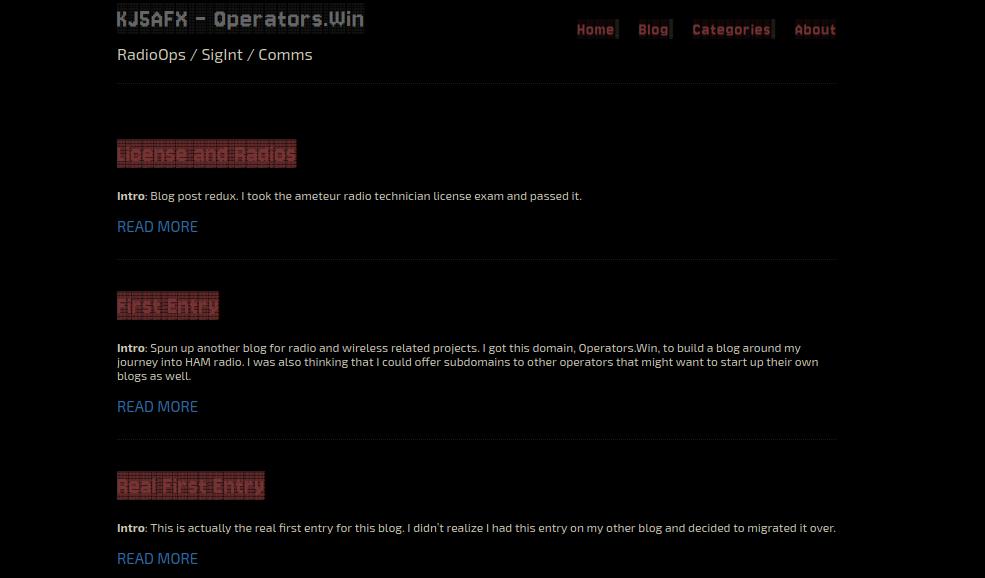 KJ5AFX - Operators.Win
Home Blog Categories About
RadioOps / SigInt / Comms
License and Radios
Intro: Blog post redux. I took the ameteur radio technician license exam and passed it.
READ MORE
First Entry
Intro: Spun up another blog for radio and wireless related projects. I got this domain, Operators.Win, to build a blog around my
journey into HAM radio. I was also thinking that I could offer subdomains to other operators that might want to start up their own
blogs as well.
READ MORE
Real First Entry
Intro: This is actually the real first entry for this blog. I didn't realize I had this entry on my other blog and decided to migrated it over.
READ MORE